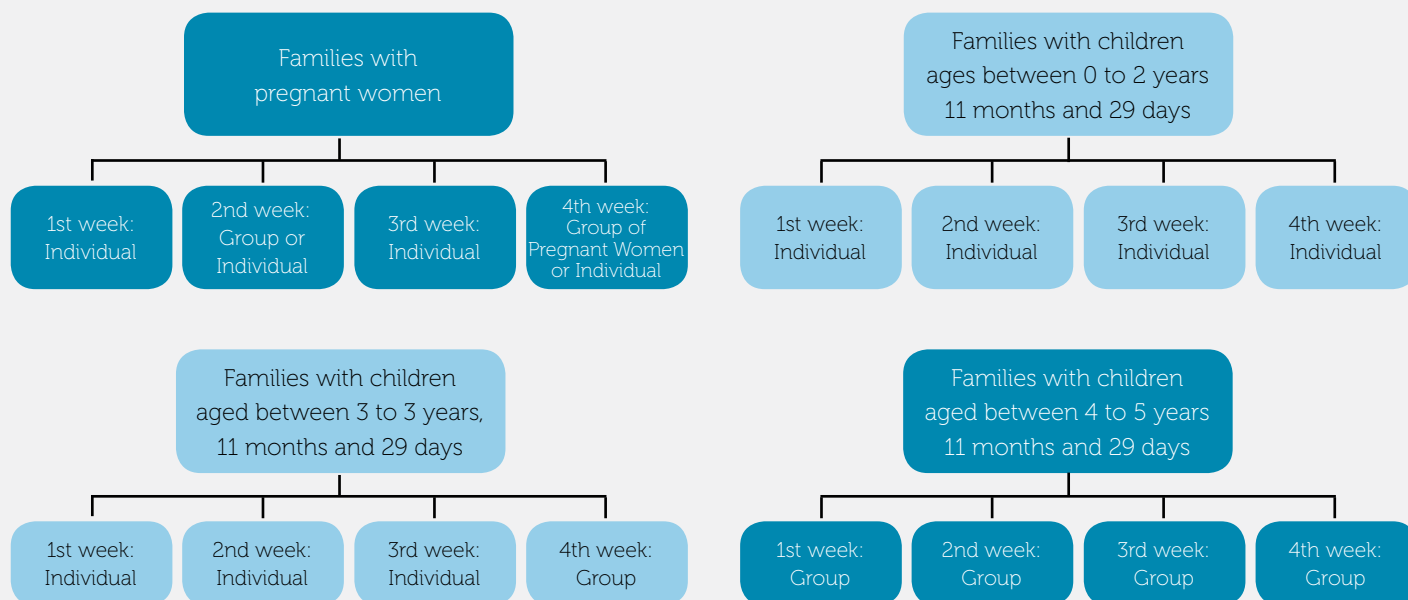 Families with
pregnant women
1st week:
Individual
2nd week:
Group or
Individual
3rd week:
Individual
4th week:
Group of
Pregnant Women
or Individual
Families with children
ages between 0 to 2 years
11 months and 29 days
1st week:
Individual
2nd week:
Individual
3rd week:
Individual
4th week:
Individual
Families with children
aged between 3 to 3 years,
11 months and 29 days
1st week:
Individual
2nd week:
Individual
3rd week:
Individual
4th week:
Group
Families with children
aged between 4 to 5 years
11 months and 29 days
1st week:
Group
2nd week:
Group
3rd week:
Group
4th week:
Group